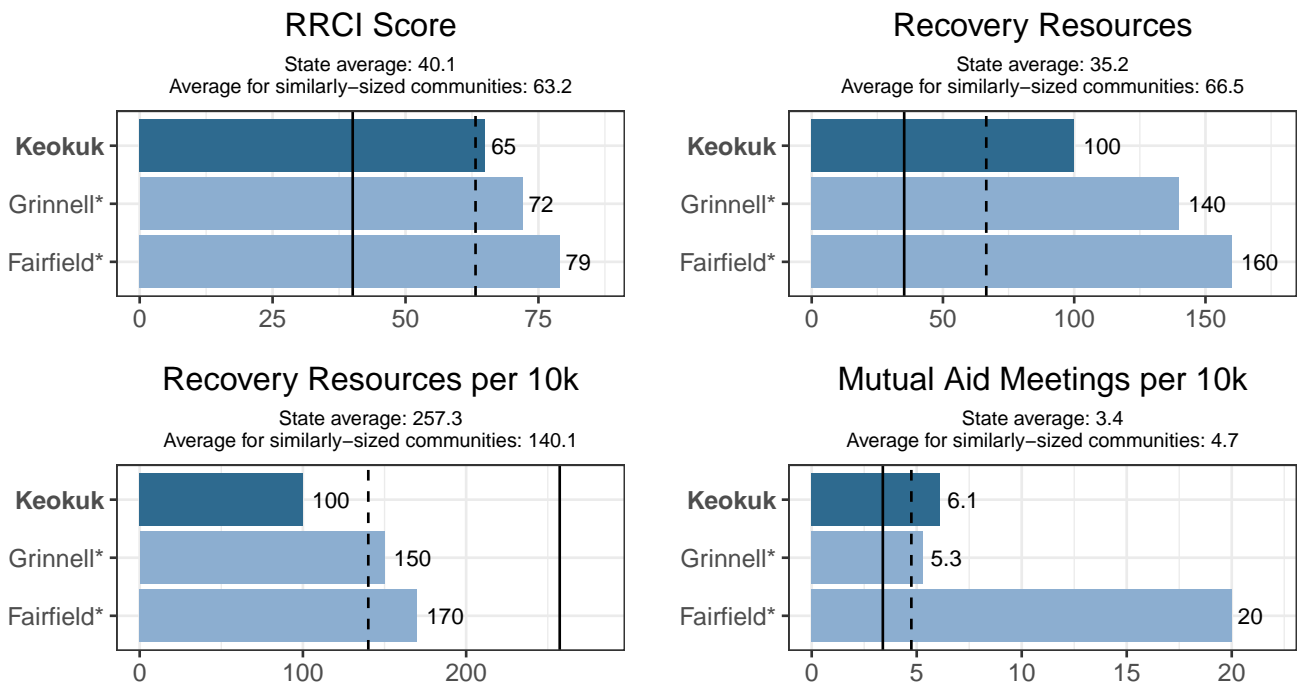 RRCI Score
State average: 40.1
Average for similarly−sized communities: 63.2
Keokuk
65
Grinnell*
72
Fairfield*
79
0 25 50 75
Recovery Resources
State average: 35.2
Average for similarly−sized communities: 66.5
Keokuk
100
Grinnell*
140
Fairfield*
160
0 50 100 150
Recovery Resources per 10k
State average: 257.3
Average for similarly−sized communities: 140.1
Keokuk
100
Grinnell*
150
Fairfield*
170
0 100 200
Mutual Aid Meetings per 10k
State average: 3.4
Average for similarly−sized communities: 4.7
Keokuk
6.1
Grinnell*
5.3
Fairfield*
20
0 5 10 15 20